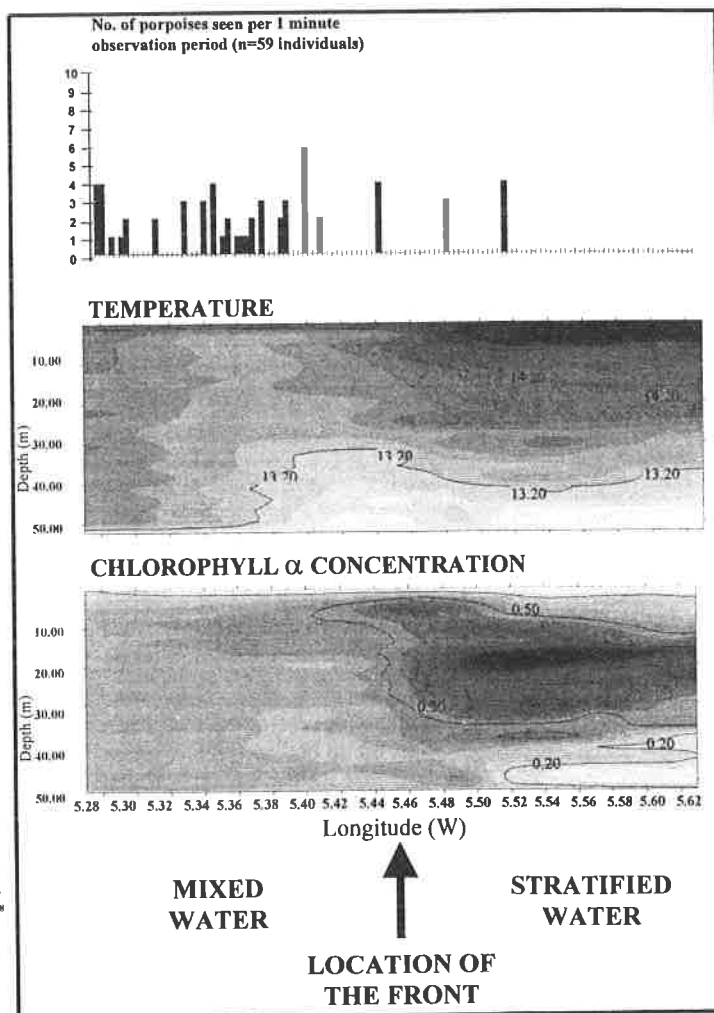 No. of porpoises seen per 1 minute
observation period (n=59 individuals)
10
9
8
7
6
5
4
3
2
1
0
TEMPERATURE
10.00
20.00
30.00
40.00
50.00
Depth (m)
14.20
14.20
13.20
13.20
13.20
13.20
CHLOROPHYLL α CONCENTRATION
10.00
20.00
30.00
40.00
50.00
Depth (m)
0.50
0.50
0.20
0.20
5.28 5.30 5.32 5.34 5.36 5.38 5.40 5.42 5.44 5.46 5.48 5.50 5.52 5.54 5.56 5.58 5.60 5.62
Longitude (W)
MIXED
WATER
STRATIFIED
WATER
LOCATION OF
THE FRONT